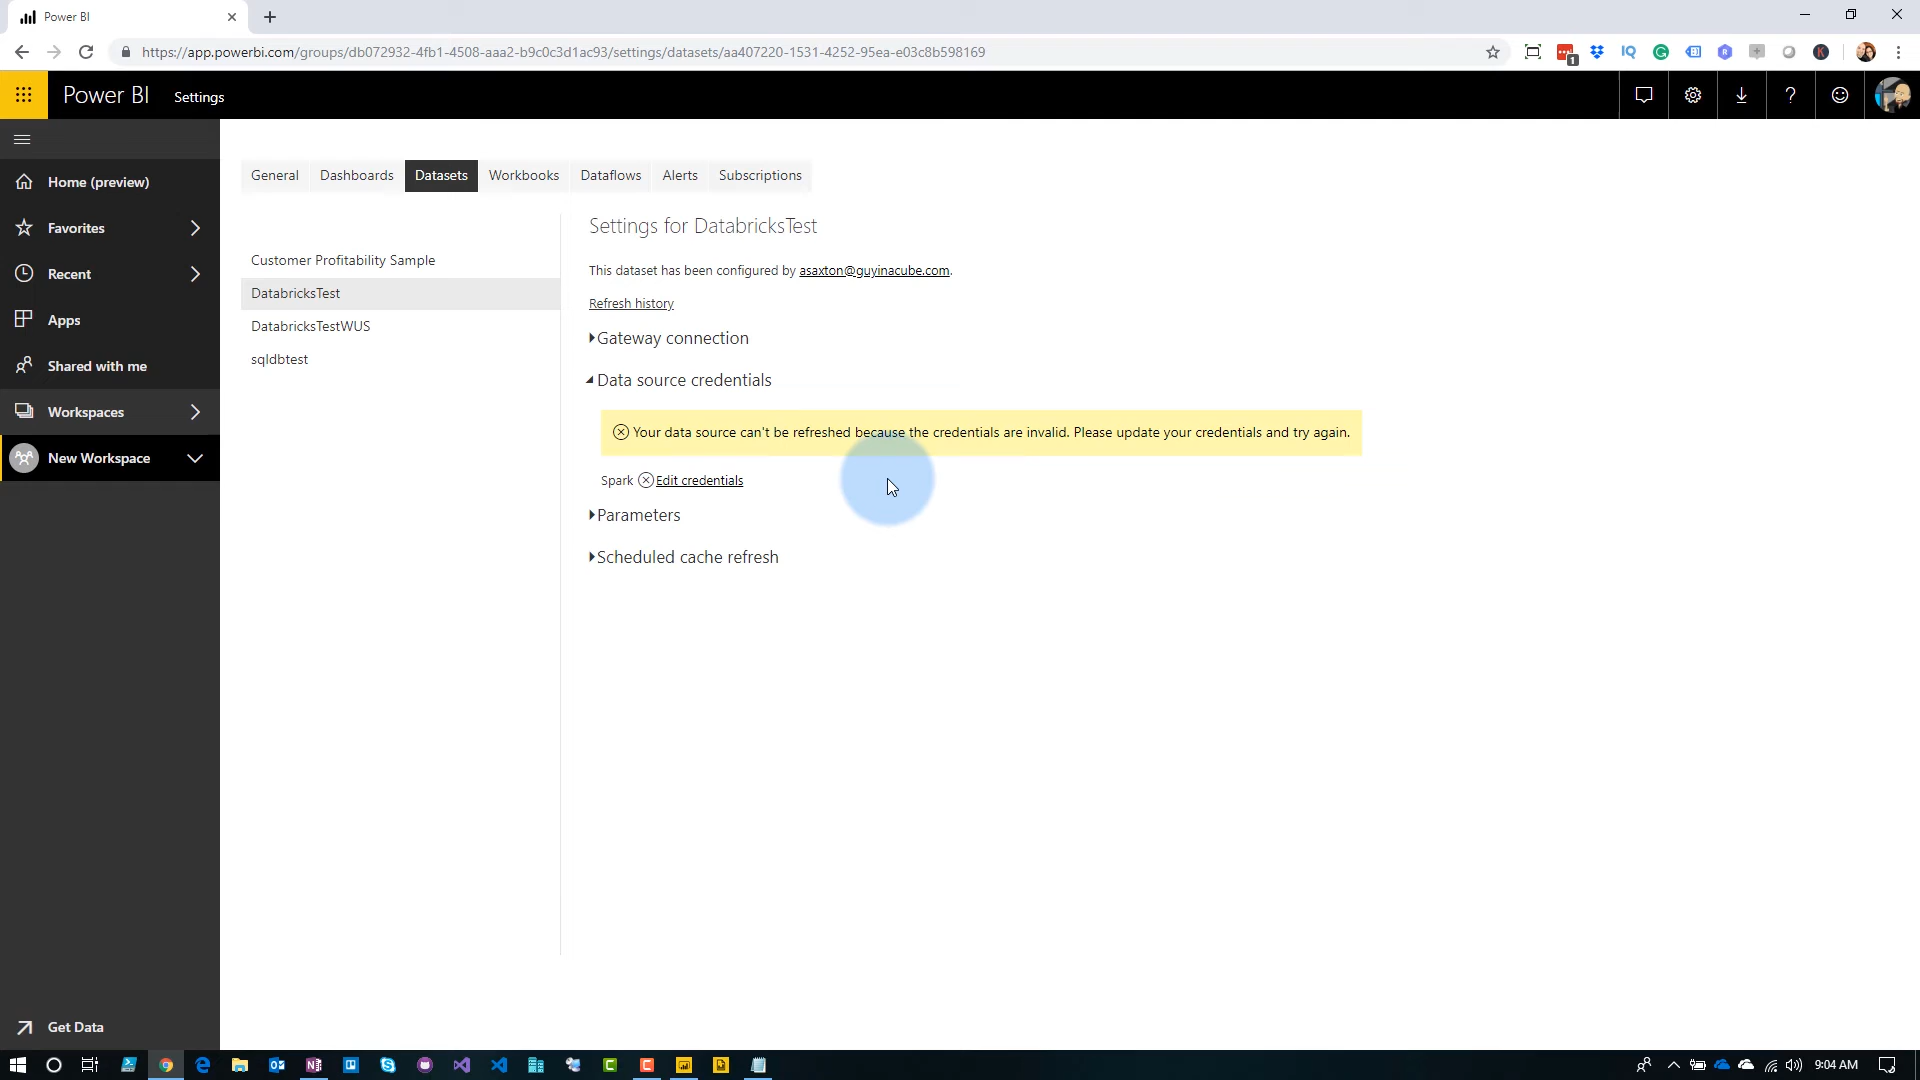 Power BI
https://app.powerbi.com/groups/db072932-4fb1-4508-aaa2-b9c0c3d1ac93/settings/datasets/aa407220-1531-4252-95ea-e03c8b598169
1
Power BI
Settings
Home (preview)
Favorites
Recent
Apps
Shared with me
Workspaces
New Workspace
Get Data
General
Dashboards
Datasets
Workbooks
Dataflows
Alerts
Subscriptions
Customer Profitability Sample
DatabricksTest
DatabricksTestWUS
sqldbtest
Settings for DatabricksTest
This dataset has been configured by asaxton@guyinacube.com.
Refresh history
Gateway connection
Data source credentials
Your data source can't be refreshed because the credentials are invalid. Please update your credentials and try again.
Spark Edit credentials
Parameters
Scheduled cache refresh
9:04 AM